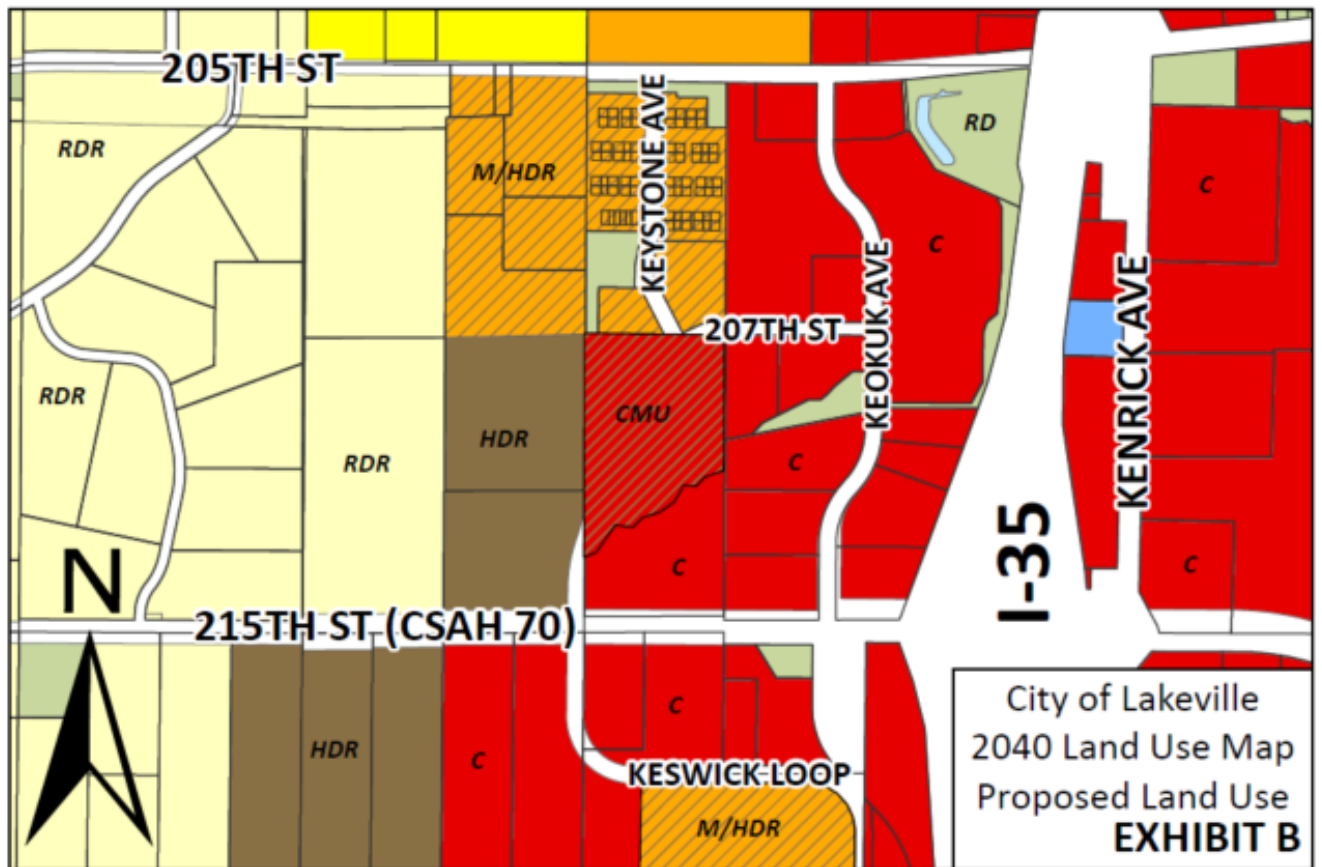 205TH ST
RDR
M/HDR
KEYSTONE AVE
RD
C
C
KEOKUK AVE
KENRICK AVE
207TH ST
RDR
CMU
HDR
RDR
C
I-35
C
C
N
215TH ST (CSAH 70)
C
HDR
C
KESWICK LOOP
M/HDR
City of Lakeville
2040 Land Use Map
Proposed Land Use
EXHIBIT B